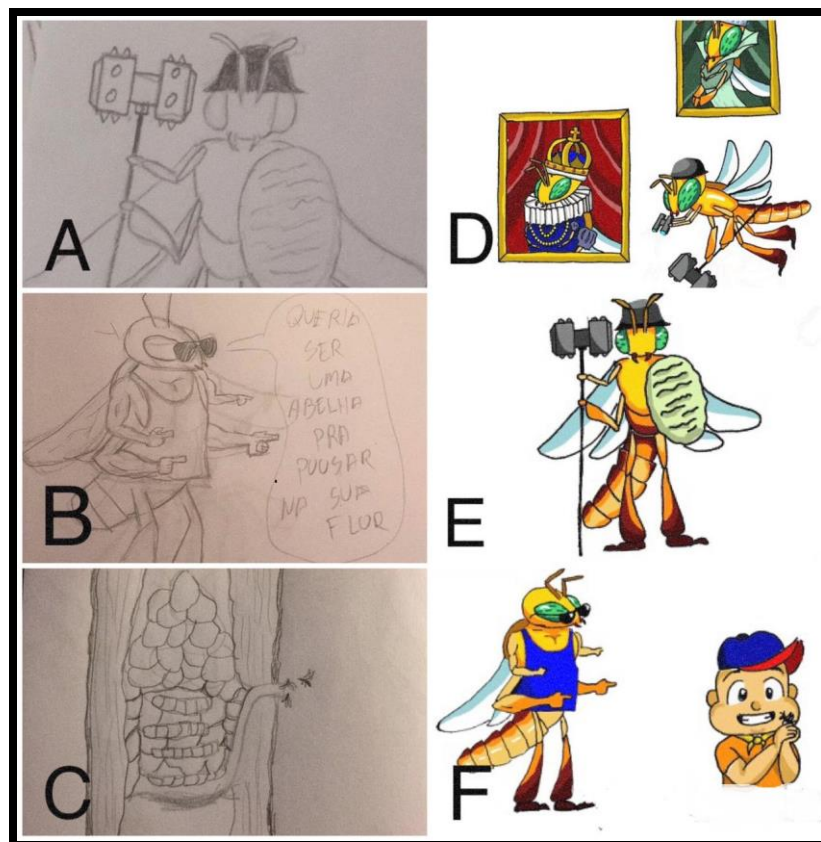 A
D
B
QUERIA
SER
UMA
ABELHA
PRA
POUSAR
NA SUA
FLOR
E
C
F